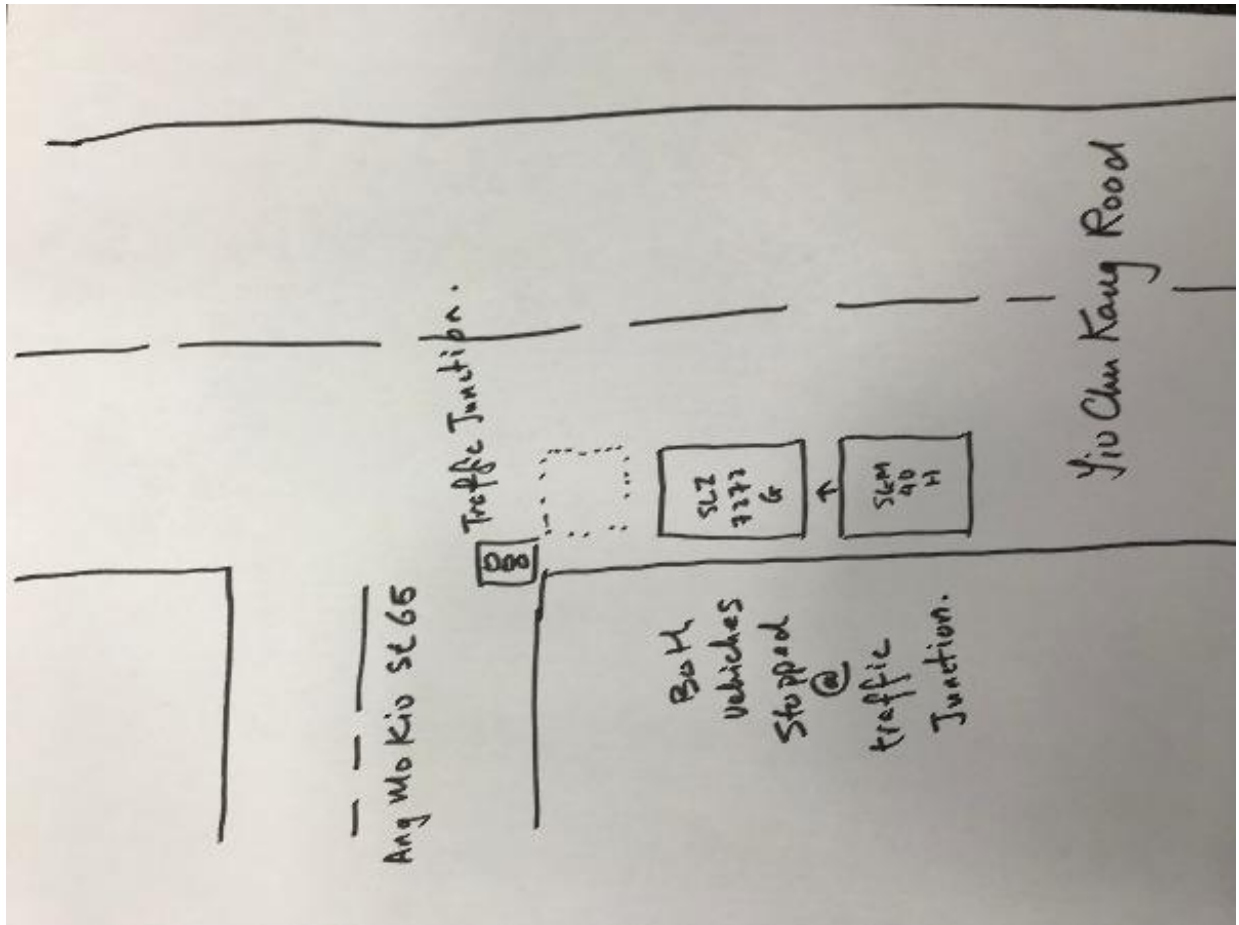 Traffic Junction.
Ang Mo Kio st 65
SLZ
G
SKM
40
H
Both
Vehicles
Stopped
@
traffic
Junction.
Yio Chu Kang Road